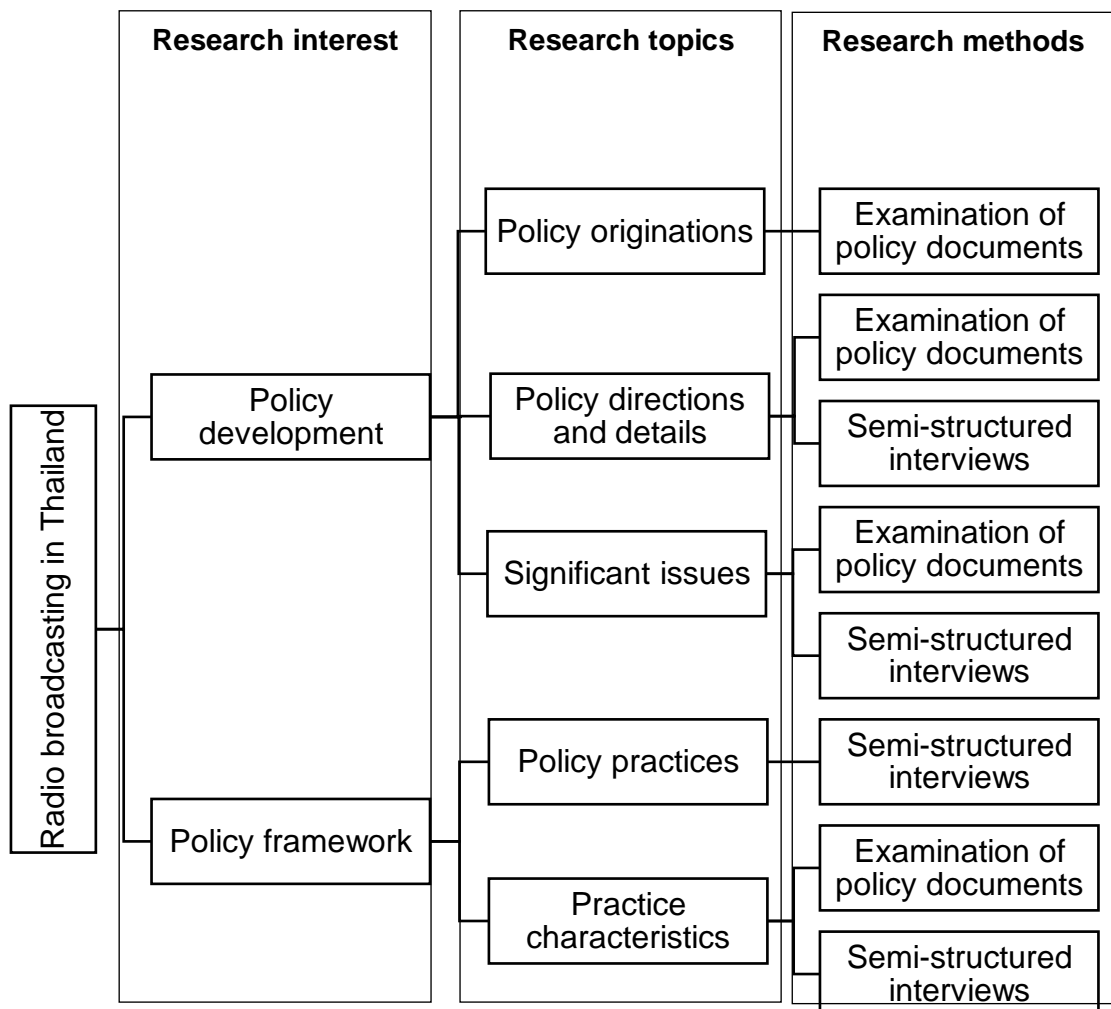 Research interest
Research topics
Research methods
Radio broadcasting in Thailand
Policy
development
Policy framework
Policy originations
Policy directions
and details
Significant issues
Policy practices
Practice
characteristics
Examination of
policy documents
Examination of
policy documents
Semi-structured
interviews
Examination of
policy documents
Semi-structured
interviews
Semi-structured
interviews
Examination of
policy documents
Semi-structured
interviews